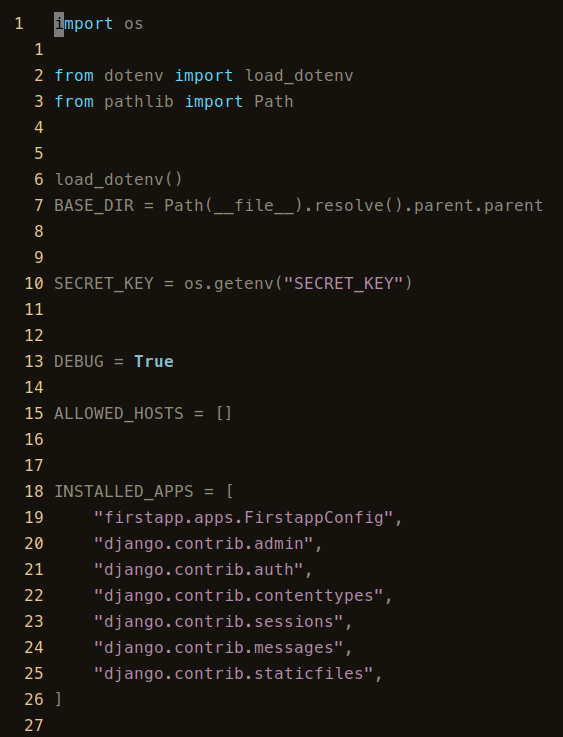 1 import os
1
2 from dotenv import load_dotenv
3 from pathlib import Path
4
5
6 load_dotenv()
7 BASE_DIR = Path(__file__).resolve().parent.parent
8
9
10 SECRET_KEY = os.getenv("SECRET_KEY")
11
12
13 DEBUG = True
14
15 ALLOWED_HOSTS = []
16
17
18 INSTALLED_APPS = [
19     "firstapp.apps.FirstappConfig",
20     "django.contrib.admin",
21     "django.contrib.auth",
22     "django.contrib.contenttypes",
23     "django.contrib.sessions",
24     "django.contrib.messages",
25     "django.contrib.staticfiles",
26 ]
27